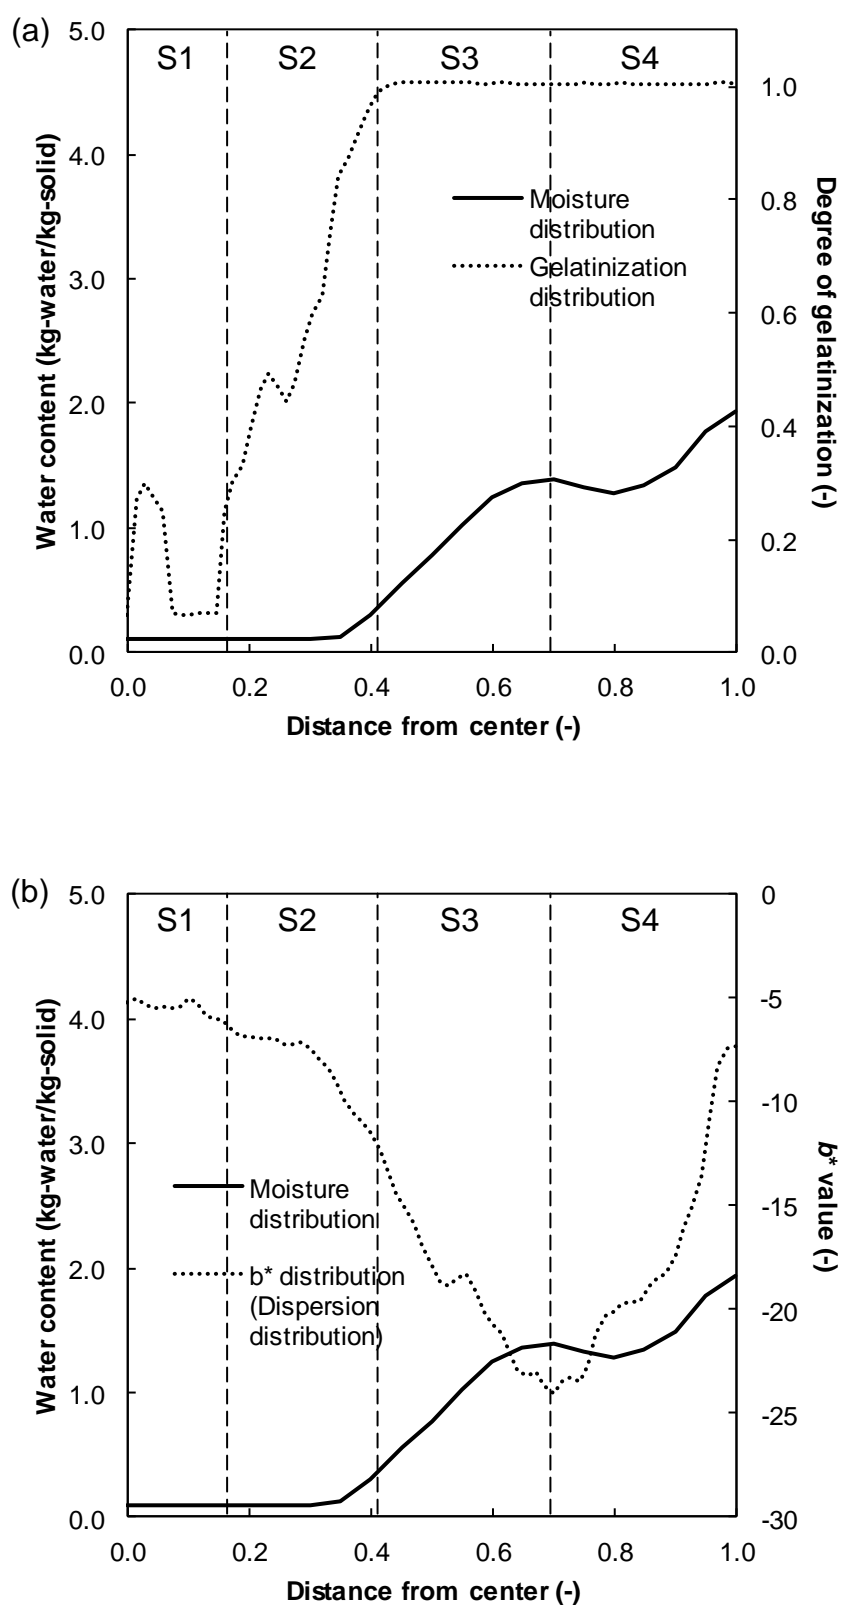 (a)
5.0
S1
S2
S3
S4
1.0
4.0
0.8
Moisture
distribution
Gelatinization
distribution
3.0
0.6
2.0
0.4
1.0
0.2
0.0
0.0
Water content (kg-water/kg-solid)
Degree of gelatinization (-)
0.0
0.2
0.4
0.6
0.8
1.0
Distance from center (-)
(b)
5.0
0
S1
S2
S3
S4
4.0
-5
-10
3.0
Moisture
distribution
-15
b* distribution
(Dispersion
distribution)
2.0
-20
1.0
-25
0.0
-30
Water content (kg-water/kg-solid)
b* value (-)
0.0
0.2
0.4
0.6
0.8
1.0
Distance from center (-)